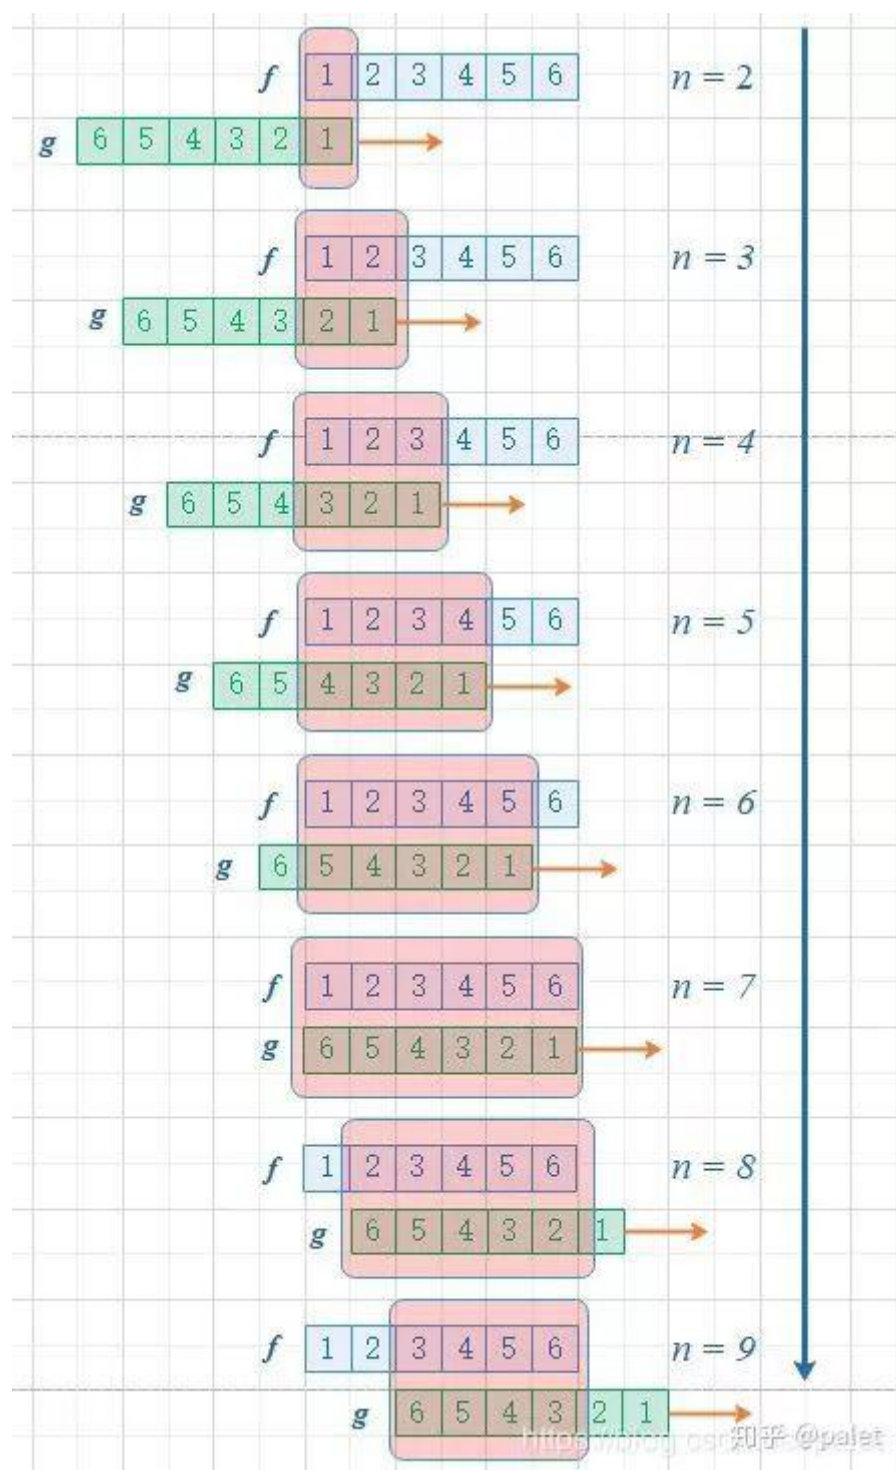 f 1 2 3 4 5 6 n = 2
g 6 5 4 3 2 1
f 1 2 3 4 5 6 n = 3
g 6 5 4 3 2 1
f 1 2 3 4 5 6 n = 4
g 6 5 4 3 2 1
f 1 2 3 4 5 6 n = 5
g 6 5 4 3 2 1
f 1 2 3 4 5 6 n = 6
g 6 5 4 3 2 1
f 1 2 3 4 5 6 n = 7
g 6 5 4 3 2 1
f 1 2 3 4 5 6 n = 8
g 6 5 4 3 2 1
f 1 2 3 4 5 6 n = 9
g 6 5 4 3 2 1
知乎 @palet